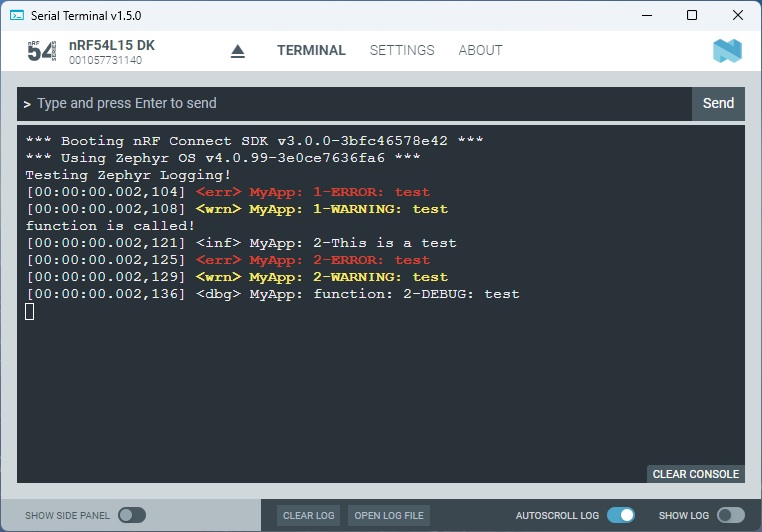 Serial Terminal v1.5.0
nRF 54 SERIES
nRF54L15 DK
001057731140
TERMINAL SETTINGS ABOUT
> Type and press Enter to send
Send
*** Booting nRF Connect SDK v3.0.0-3bfc46578e42 ***
*** Using Zephyr OS v4.0.99-3e0ce7636fa6 ***
Testing Zephyr Logging!
[00:00:00.002,104] <err> MyApp: 1-ERROR: test
[00:00:00.002,108] <wrn> MyApp: 1-WARNING: test
function is called!
[00:00:00.002,121] <inf> MyApp: 2-This is a test
[00:00:00.002,125] <err> MyApp: 2-ERROR: test
[00:00:00.002,129] <wrn> MyApp: 2-WARNING: test
[00:00:00.002,136] <dbg> MyApp: function: 2-DEBUG: test
CLEAR CONSOLE
SHOW SIDE PANEL CLEAR LOG OPEN LOG FILE AUTOSCROLL LOG SHOW LOG